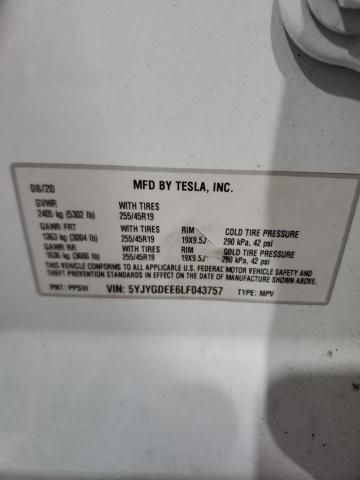 08/20 MFD BY TESLA, INC.
GVWR WITH TIRES
2405 kg (5302 lb) 255/45R19
GAWR FRT WITH TIRES RIM COLD TIRE PRESSURE
1363 kg (3004 lb) 255/45R19 19X9.5J 290 kPa, 42 psi
GAWR RR WITH TIRES RIM COLD TIRE PRESSURE
1636 kg (3606 lb) 255/45R19 19X9.5J 290 kPa, 42 psi
THIS VEHICLE CONFORMS TO ALL APPLICABLE U.S. FEDERAL MOTOR VEHICLE SAFETY AND
THEFT PREVENTION STANDARDS IN EFFECT ON THE DATE OF MANUFACTURE SHOWN ABOVE.
PNT: PPSW VIN: 5YJYGDEE6LF043757 TYPE: MPV